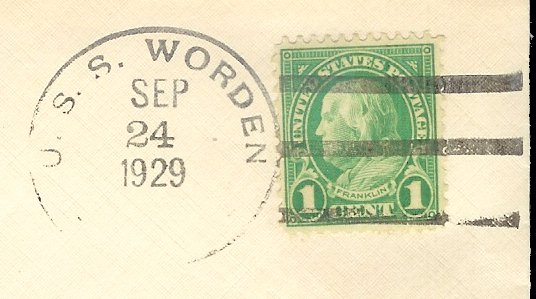 U. S. S. WORDEN
SEP
24
1929
UNITED STATES POSTAGE
FRANKLIN
1 CENT 1